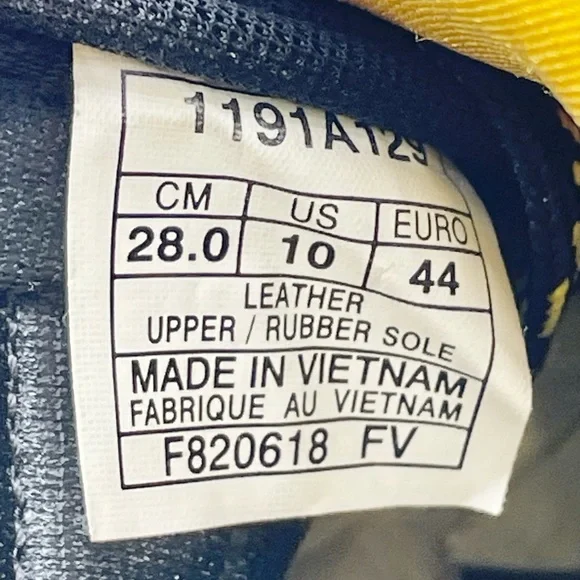 1191A129
CM US EURO
28.0 10 44
LEATHER
UPPER / RUBBER SOLE
MADE IN VIETNAM
FABRIQUE AU VIETNAM
F820618 FV